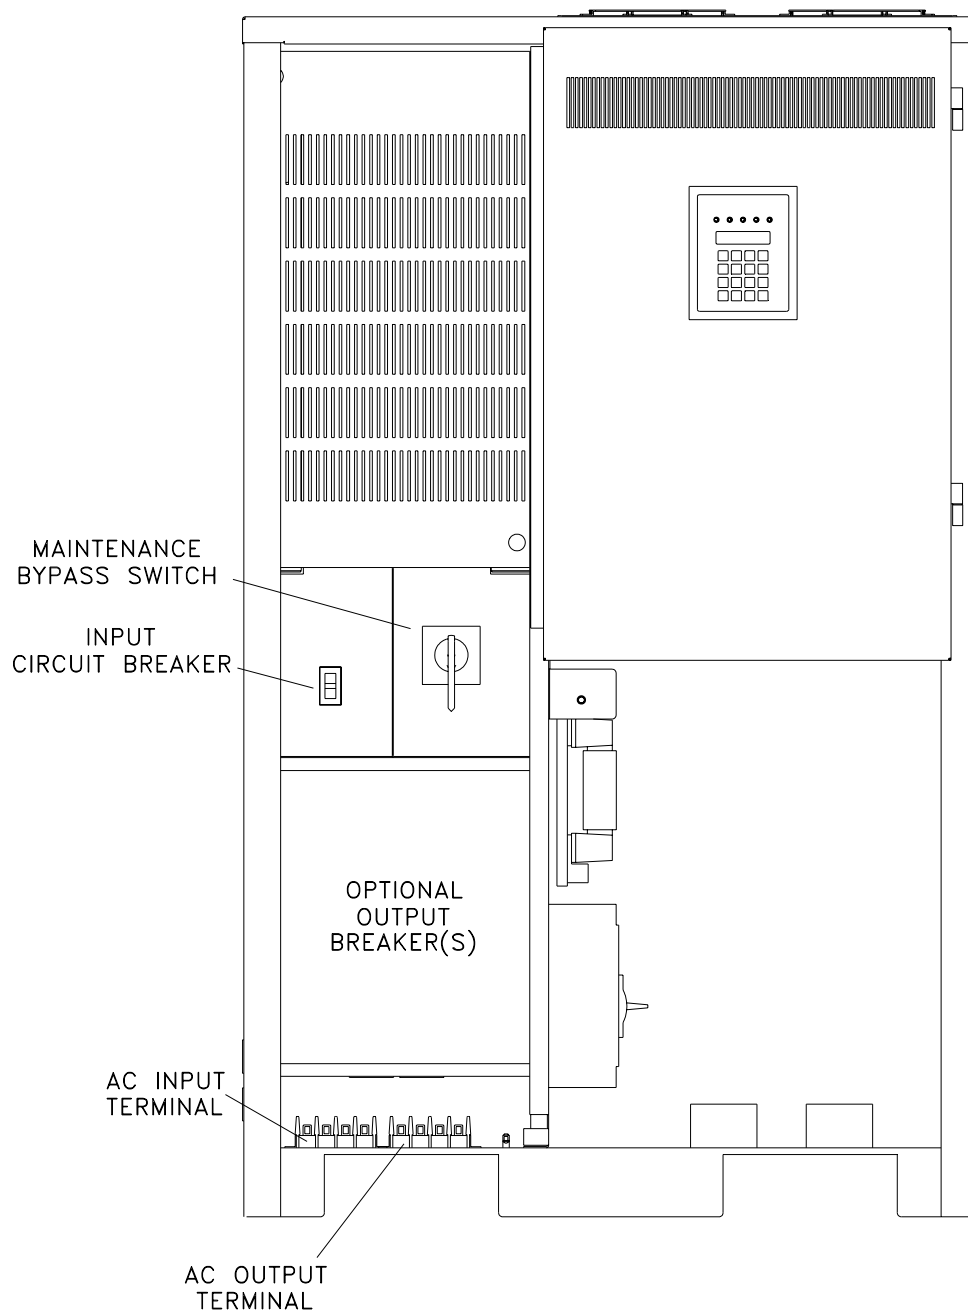 MAINTENANCE
BYPASS SWITCH
INPUT
CIRCUIT BREAKER
OPTIONAL
OUTPUT
BREAKER(S)
AC INPUT
TERMINAL
AC OUTPUT
TERMINAL